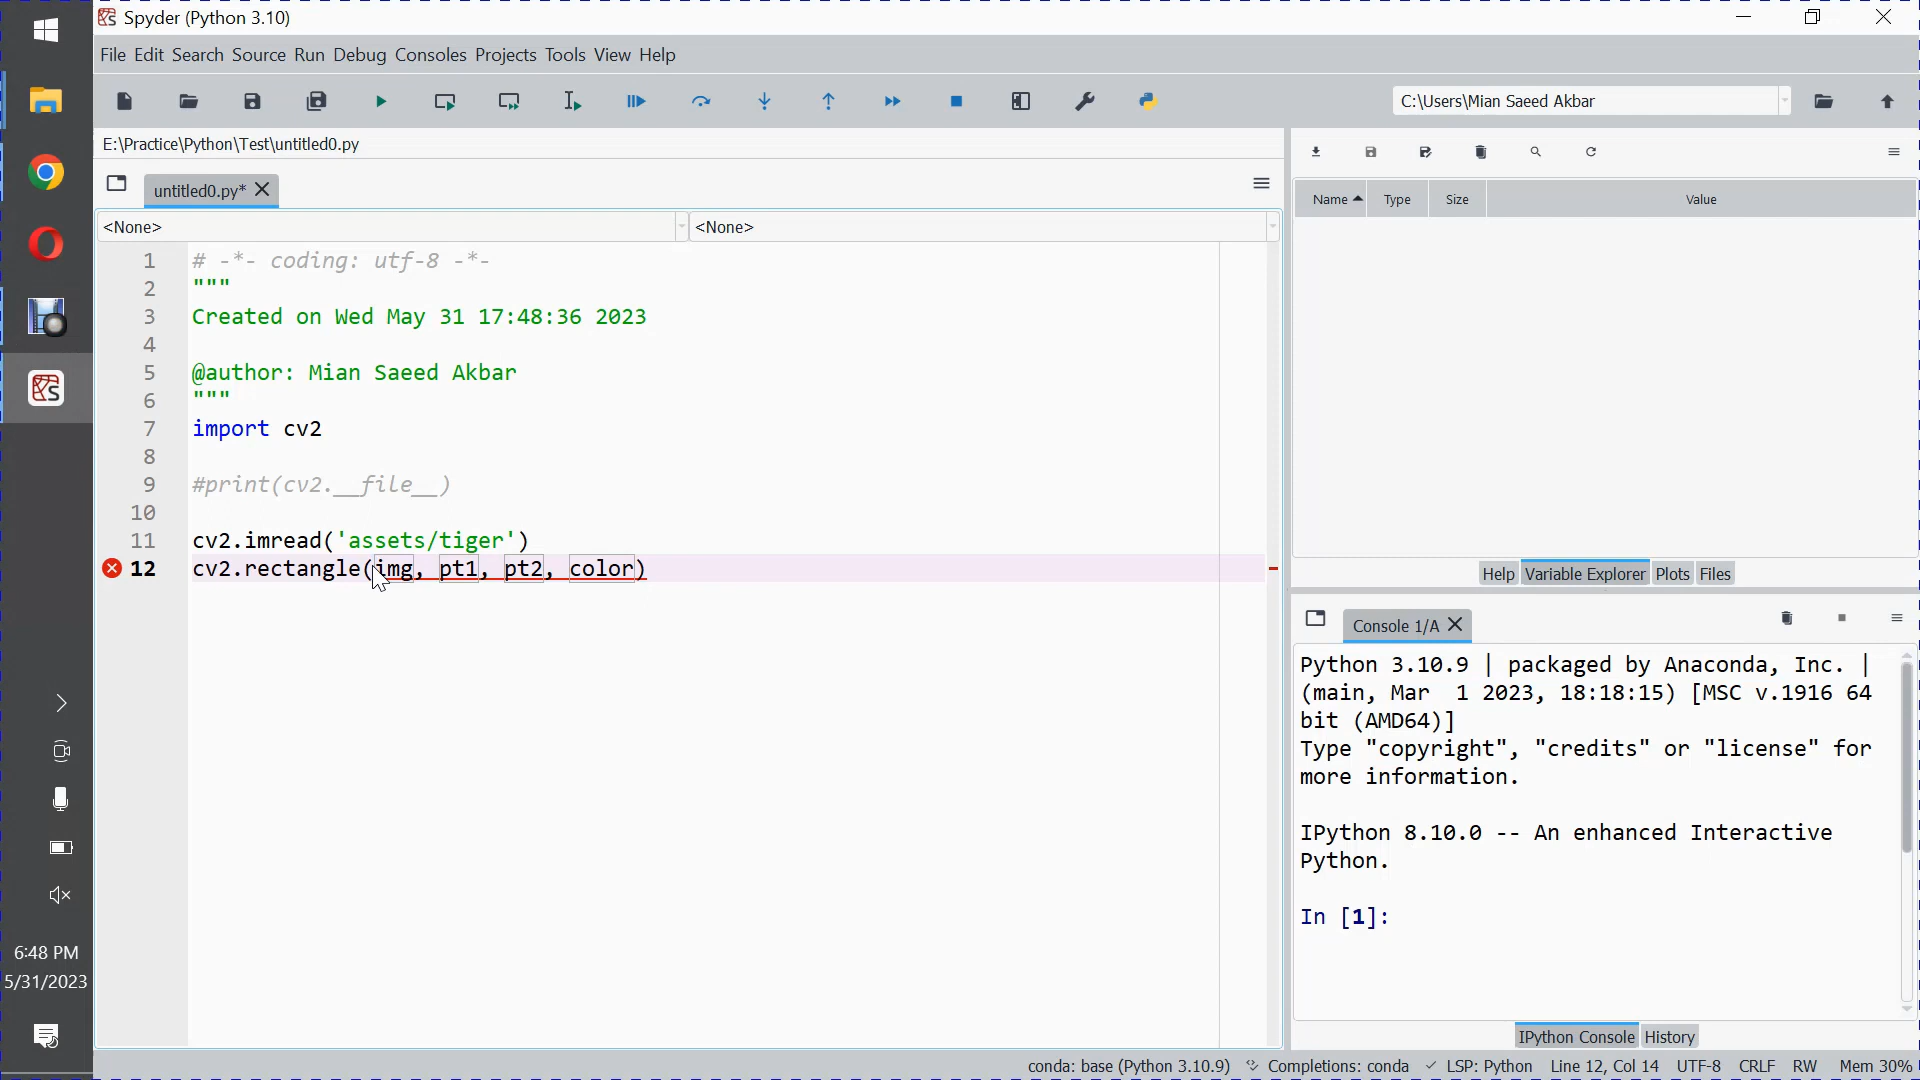 Spyder (Python 3.10)
File Edit Search Source Run Debug Consoles Projects Tools View Help
C:\Users\Mian Saeed Akbar
E:\Practice\Python\Test\untitled0.py
untitled0.py*
<None>
<None>
1 # -*- coding: utf-8 -*-
2 """
3 Created on Wed May 31 17:48:36 2023
4
5 @author: Mian Saeed Akbar
6 """
7 import cv2
8
9 #print(cv2.__file__)
10
11 cv2.imread('assets/tiger')
12 cv2.rectangle(img, pt1, pt2, color)
Name Type Size Value
Help Variable Explorer Plots Files
Console 1/A
Python 3.10.9 | packaged by Anaconda, Inc. |
(main, Mar  1 2023, 18:18:15) [MSC v.1916 64
bit (AMD64)]
Type "copyright", "credits" or "license" for
more information.
IPython 8.10.0 -- An enhanced Interactive
Python.
In [1]:
IPython Console History
6:48 PM
5/31/2023
conda: base (Python 3.10.9) Completions: conda LSP: Python Line 12, Col 14 UTF-8 CRLF RW Mem 30%